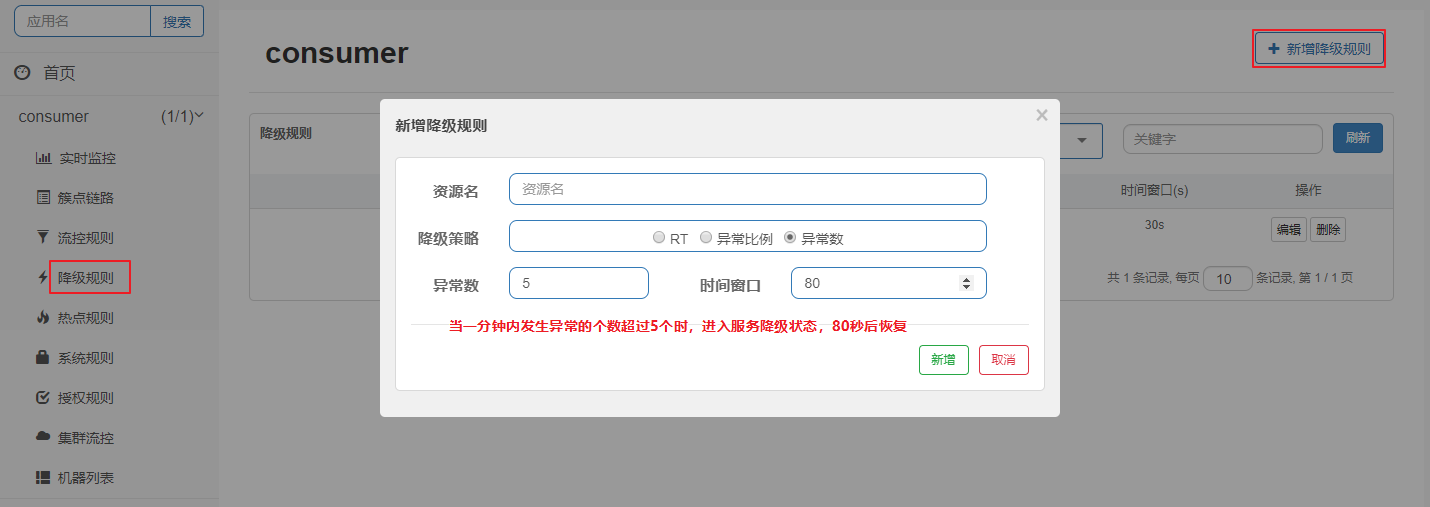 应用名 搜索
首页
consumer (1/1)
实时监控
簇点链路
流控规则
降级规则
热点规则
系统规则
授权规则
集群流控
机器列表
consumer
新增降级规则
降级规则 关键字 刷新
时间窗口(s) 操作
30s 编辑 删除
共 1 条记录, 每页 10 条记录, 第 1 / 1 页
新增降级规则 ×
资源名 资源名
降级策略 RT 异常比例 异常数
异常数 5 时间窗口 80
当一分钟内发生异常的个数超过5个时，进入服务降级状态，80秒后恢复
新增 取消